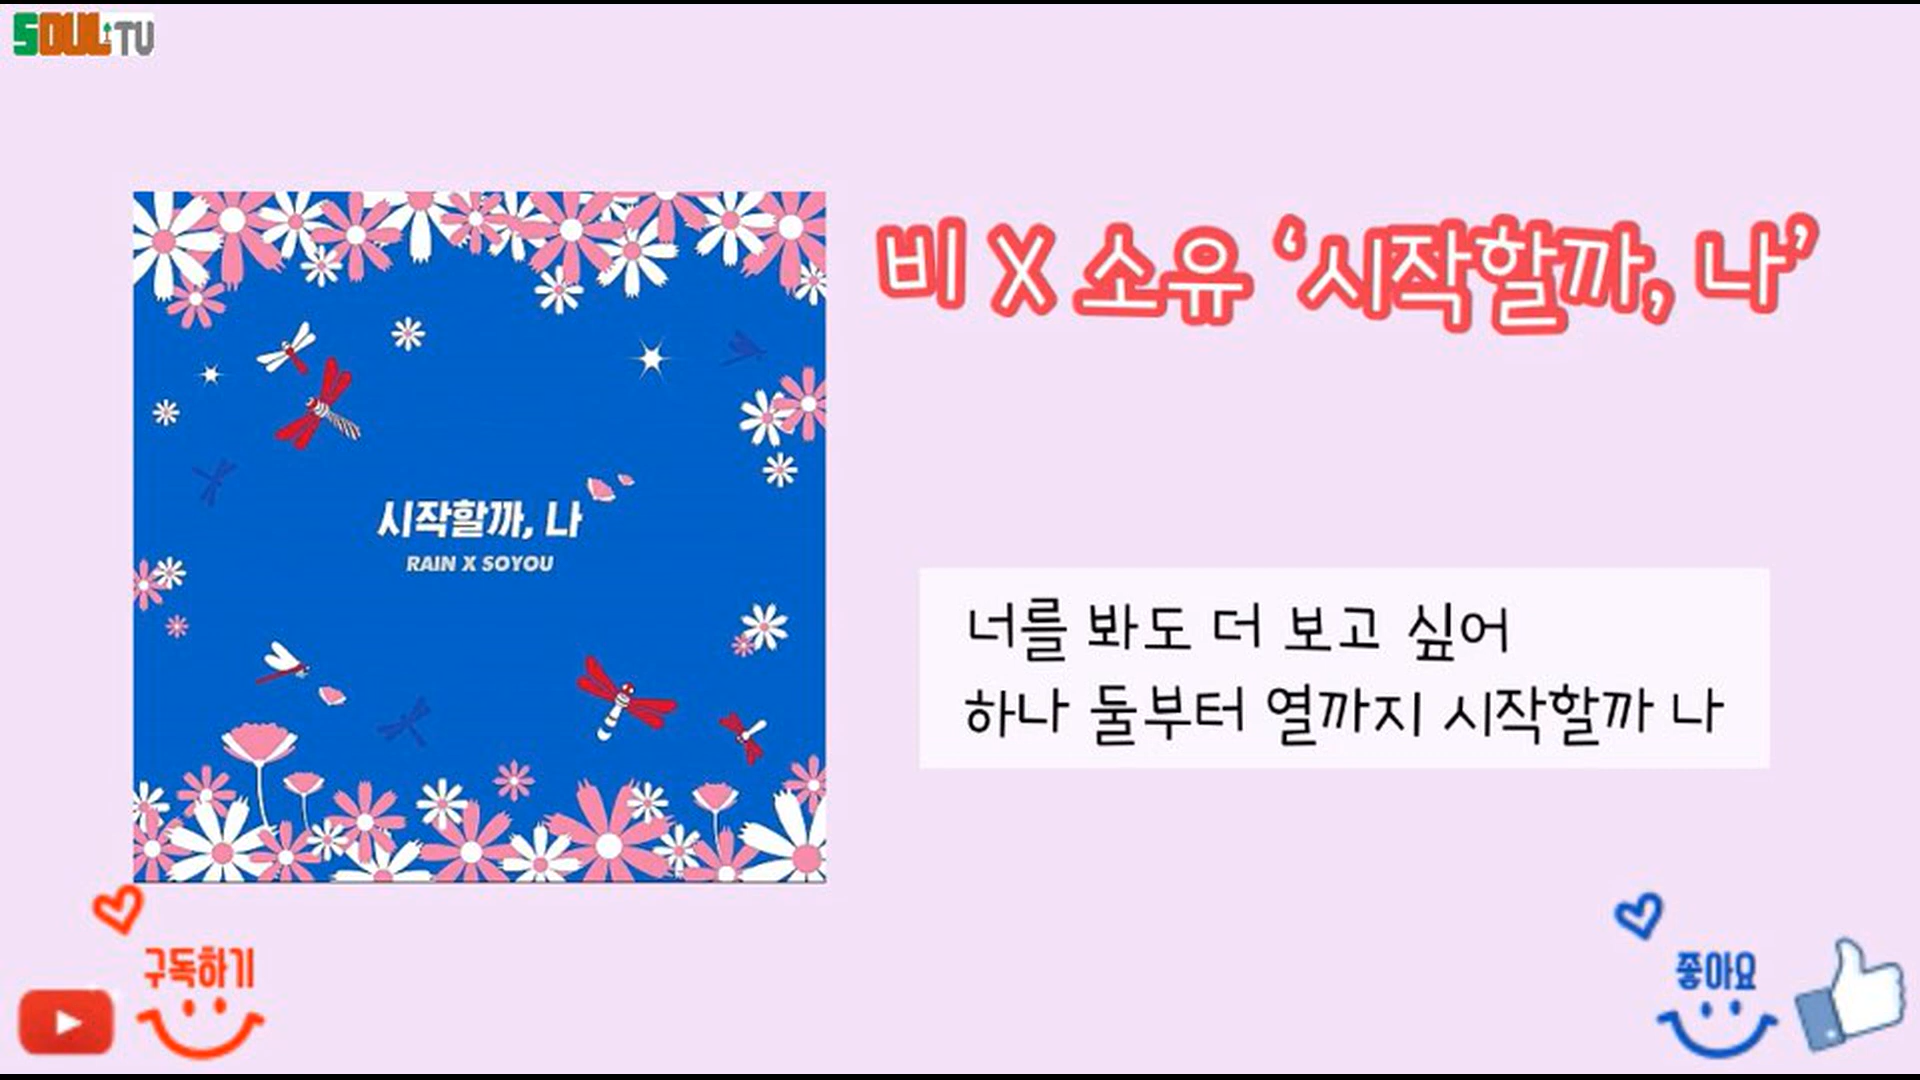 SOUL TV
비 X 소유 ‘시작할까, 나’
시작할까, 나
RAIN X SOYOU
너를 봐도 더 보고 싶어
하나 둘부터 열까지 시작할까 나
구독하기
좋아요